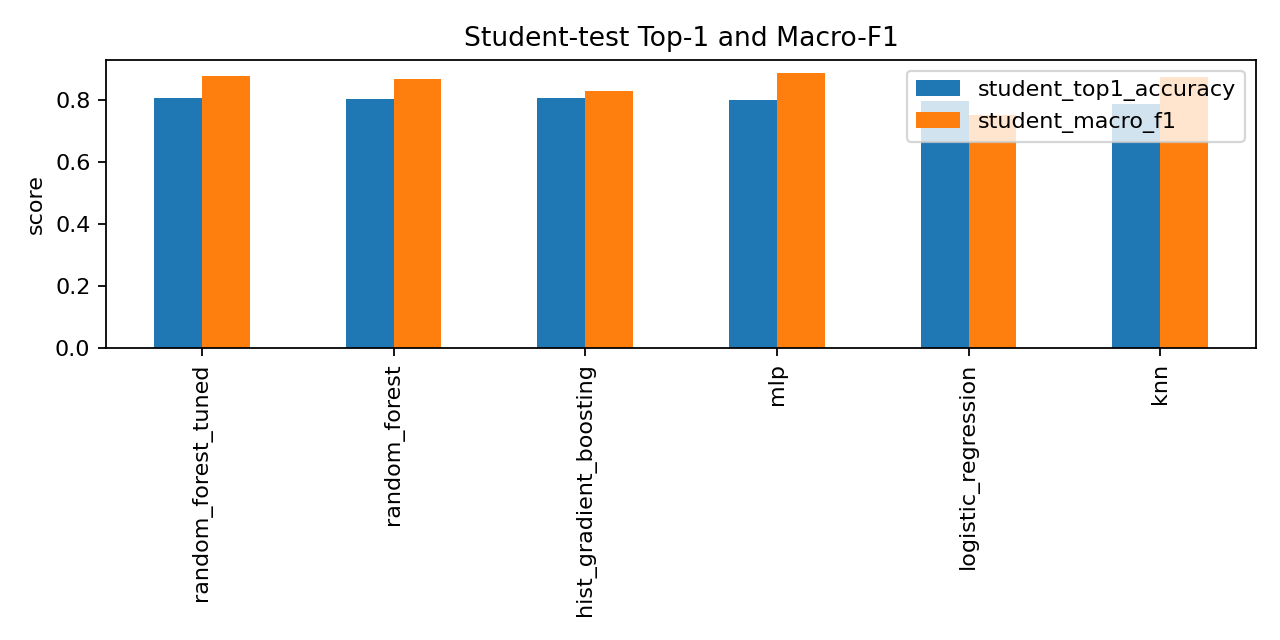 Student-test Top-1 and Macro-F1
student_top1_accuracy
student_macro_f1
score
0.8
0.6
0.4
0.2
0.0
random_forest_tuned
random_forest
hist_gradient_boosting
mlp
logistic_regression
knn